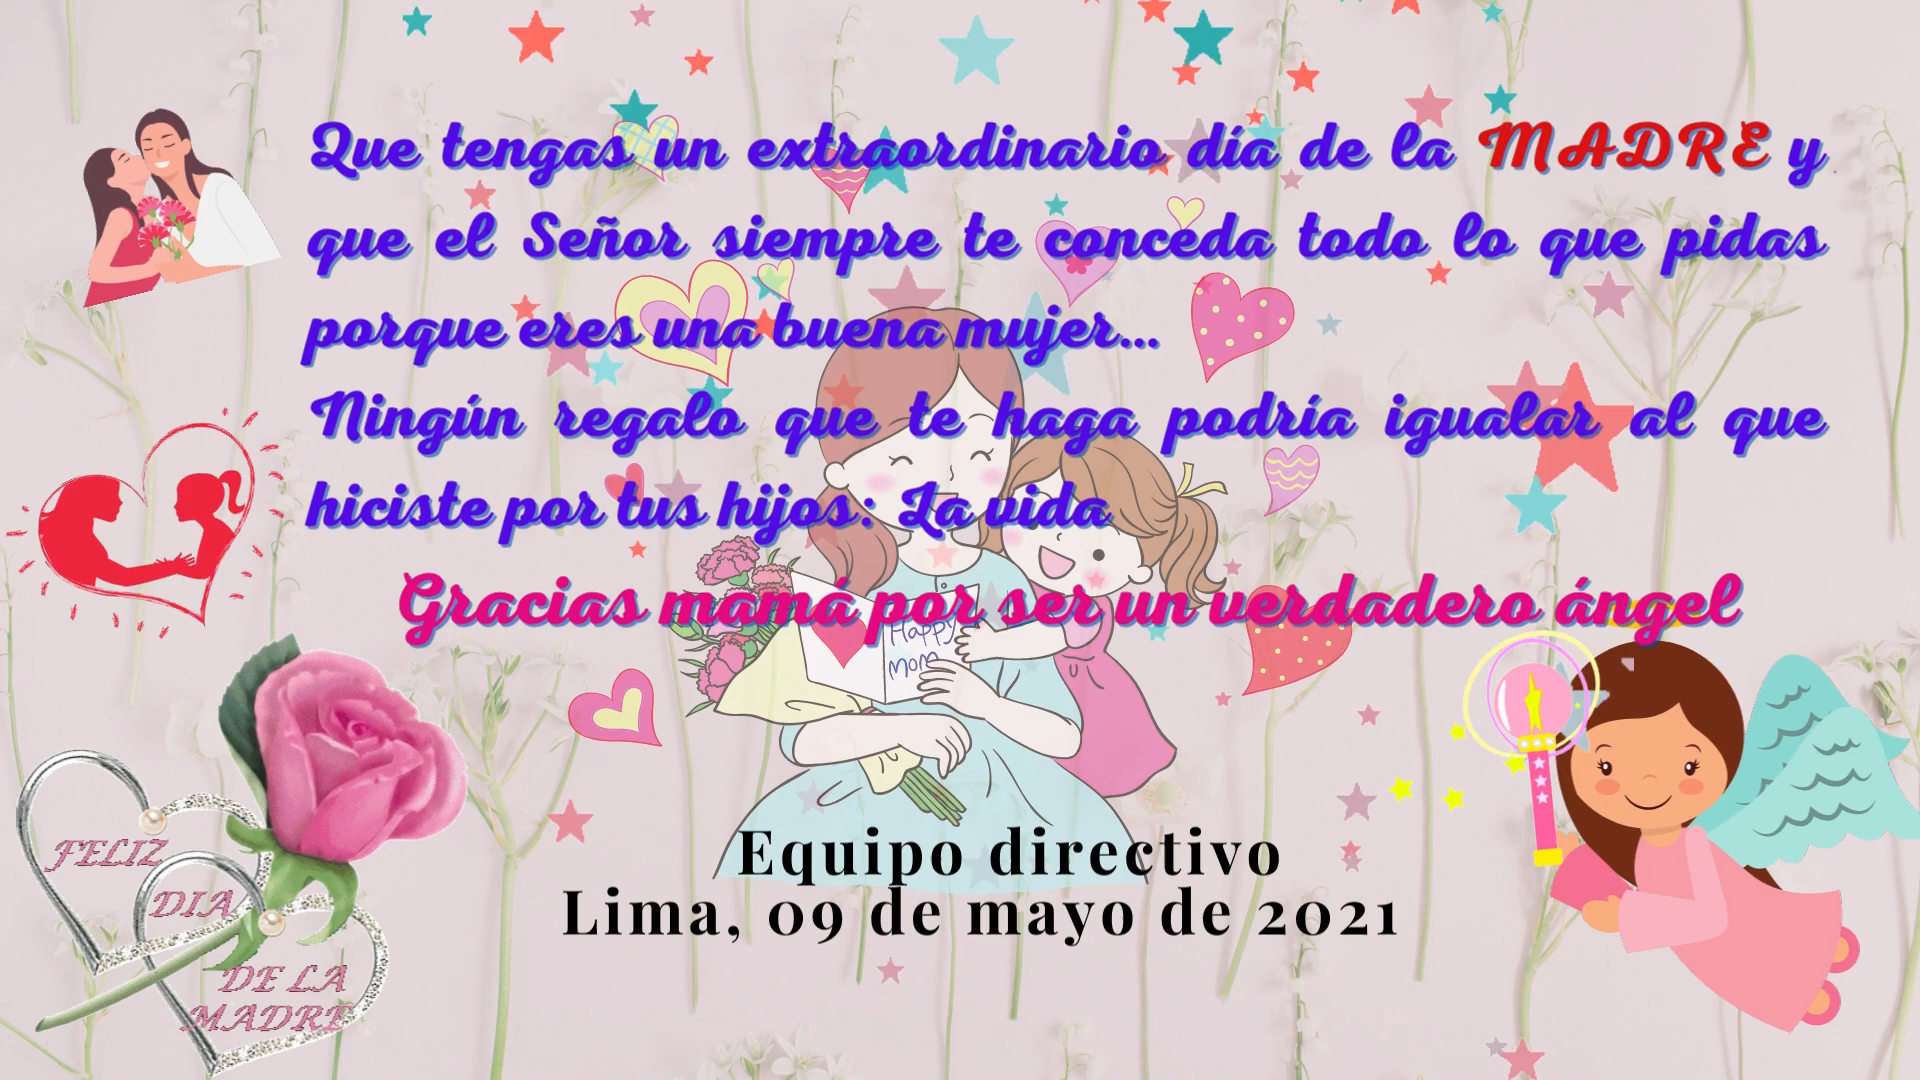 Que tengas un extraordinario día de la MADRE y
que el Señor siempre te conceda todo lo que pidas
porque eres una buena mujer...
Ningún regalo que te haga podría igualar al que
hiciste por tus hijos: La vida
Gracias mamá por ser un verdadero ángel
Happy
Mom
FELIZ
DIA
DE LA
MADRE
Equipo directivo
Lima, 09 de mayo de 2021